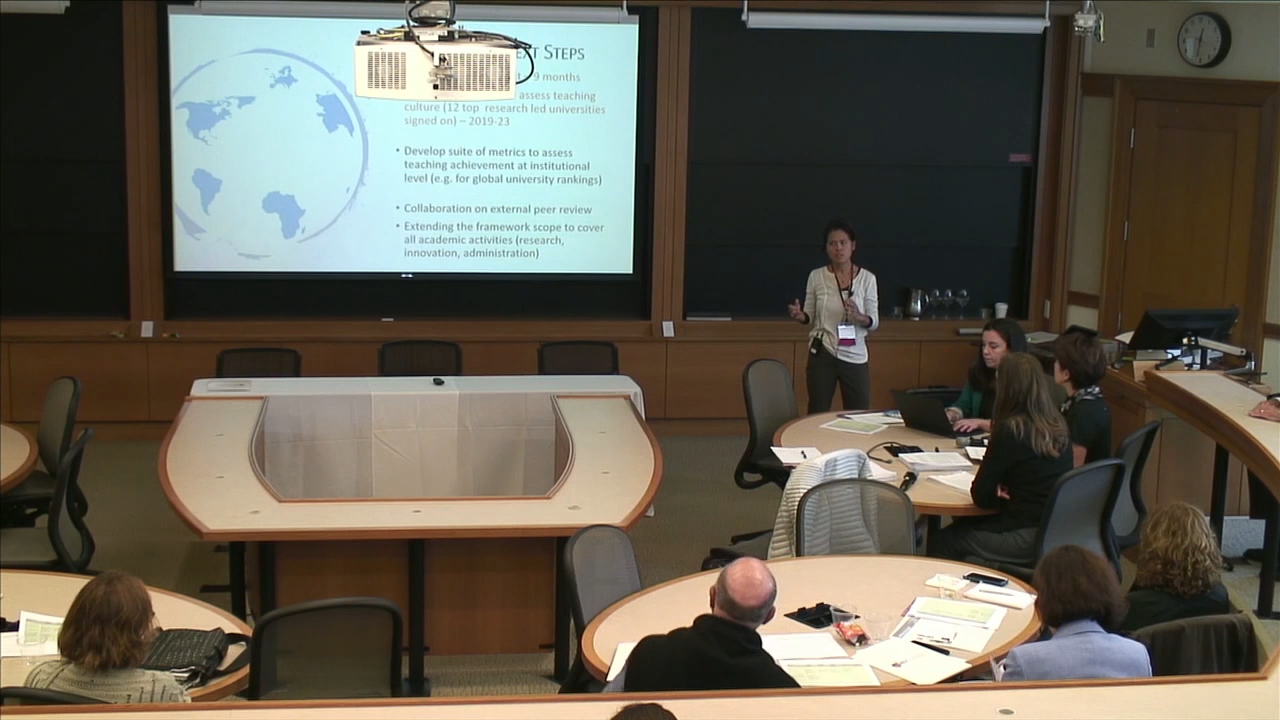 EXT STEPS
9 months
assess teaching
culture (12 top research led universities
signed on) – 2019-23
• Develop suite of metrics to assess
teaching achievement at institutional
level (e.g. for global university rankings)
• Collaboration on external peer review
• Extending the framework scope to cover
all academic activities (research,
innovation, administration)